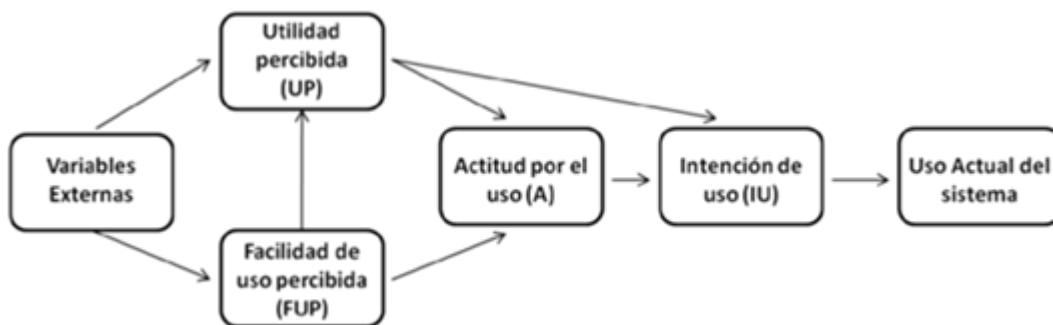 Utilidad
percibida
(UP)
Variables
Externas
Facilidad de
uso percibida
(FUP)
Actitud por el
uso (A)
Intención de
uso (IU)
Uso Actual del
sistema